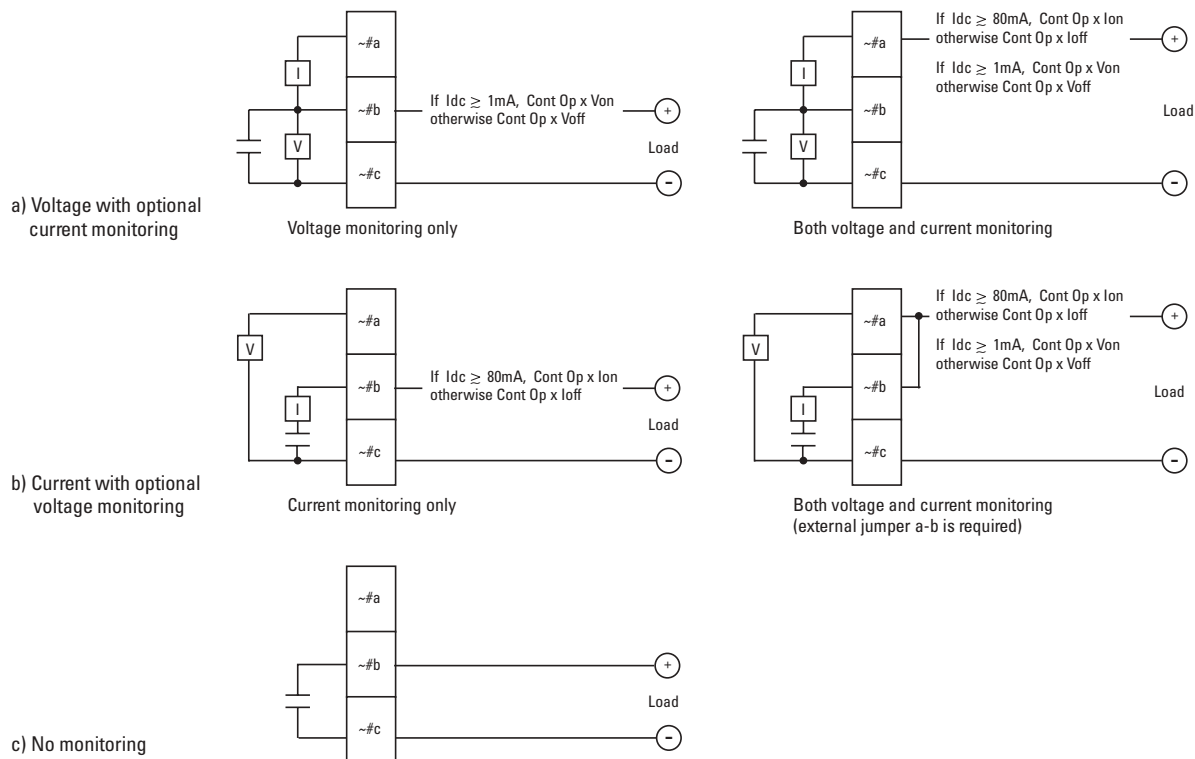 ~#a
I
~#b
If Idc ≳ 1mA, Cont Op x Von
otherwise Cont Op x Voff
+
V
Load
~#c
−
a) Voltage with optional
current monitoring
Voltage monitoring only
~#a
If Idc ≳ 80mA, Cont Op x Ion
otherwise Cont Op x Ioff
+
I
If Idc ≳ 1mA, Cont Op x Von
otherwise Cont Op x Voff
~#b
Load
V
~#c
−
Both voltage and current monitoring
~#a
V
~#b
If Idc ≳ 80mA, Cont Op x Ion
otherwise Cont Op x Ioff
+
I
Load
~#c
−
b) Current with optional
voltage monitoring
Current monitoring only
~#a
If Idc ≳ 80mA, Cont Op x Ion
otherwise Cont Op x Ioff
+
V
If Idc ≳ 1mA, Cont Op x Von
otherwise Cont Op x Voff
~#b
Load
I
~#c
−
Both voltage and current monitoring
(external jumper a-b is required)
~#a
~#b
+
Load
~#c
−
c) No monitoring